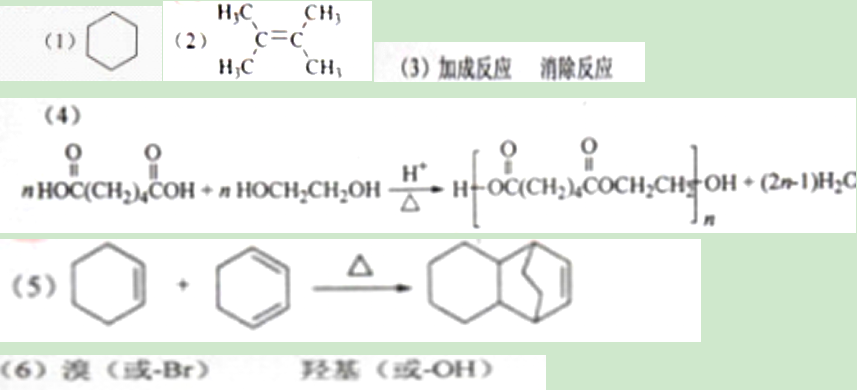 (1) (2) H₃C CH₃
C=C
H₃C CH₃
(3) 加成反应 消除反应
(4)
O O O O
nHOC(CH₂)₄COH + nHOCH₂CH₂OH H⁺ △ H[OC(CH₂)₄COCH₂CH₂]OH + (2n-1)H₂O
n
(5) + △
(6) 溴 (或-Br) 羟基 (或-OH)